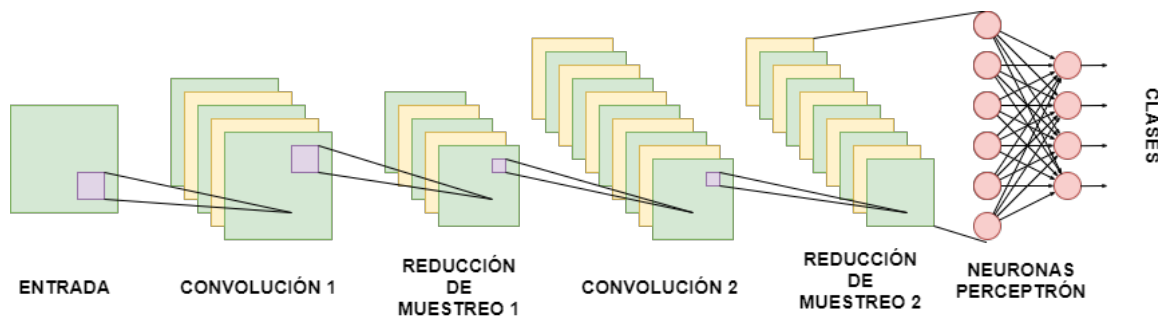 ENTRADA
CONVOLUCIÓN 1
REDUCCIÓN
DE
MUESTREO 1
CONVOLUCIÓN 2
REDUCCIÓN
DE
MUESTREO 2
NEURONAS
PERCEPTRÓN
CLASES